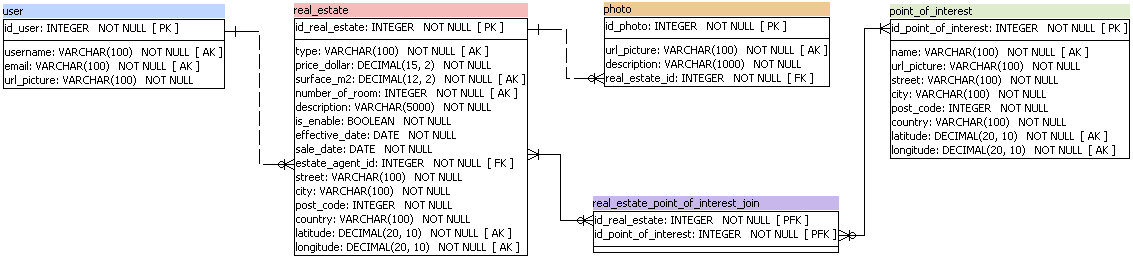 user
id_user: INTEGER NOT NULL [ PK ]
username: VARCHAR(100) NOT NULL [ AK ]
email: VARCHAR(100) NOT NULL [ AK ]
url_picture: VARCHAR(100) NOT NULL
real_estate
id_real_estate: INTEGER NOT NULL [ PK ]
type: VARCHAR(100) NOT NULL [ AK ]
price_dollar: DECIMAL(15, 2) NOT NULL
surface_m2: DECIMAL(12, 2) NOT NULL [ AK ]
number_of_room: INTEGER NOT NULL [ AK ]
description: VARCHAR(5000) NOT NULL
is_enable: BOOLEAN NOT NULL
effective_date: DATE NOT NULL
sale_date: DATE NOT NULL
estate_agent_id: INTEGER NOT NULL [ FK ]
street: VARCHAR(100) NOT NULL
city: VARCHAR(100) NOT NULL
post_code: INTEGER NOT NULL
country: VARCHAR(100) NOT NULL
latitude: DECIMAL(20, 10) NOT NULL [ AK ]
longitude: DECIMAL(20, 10) NOT NULL [ AK ]
photo
id_photo: INTEGER NOT NULL [ PK ]
url_picture: VARCHAR(100) NOT NULL [ AK ]
description: VARCHAR(1000) NOT NULL
real_estate_id: INTEGER NOT NULL [ FK ]
real_estate_point_of_interest_join
id_real_estate: INTEGER NOT NULL [ PFK ]
id_point_of_interest: INTEGER NOT NULL [ PFK ]
point_of_interest
id_point_of_interest: INTEGER NOT NULL [ PK ]
name: VARCHAR(100) NOT NULL [ AK ]
url_picture: VARCHAR(100) NOT NULL
street: VARCHAR(100) NOT NULL
city: VARCHAR(100) NOT NULL
post_code: INTEGER NOT NULL
country: VARCHAR(100) NOT NULL
latitude: DECIMAL(20, 10) NOT NULL [ AK ]
longitude: DECIMAL(20, 10) NOT NULL [ AK ]